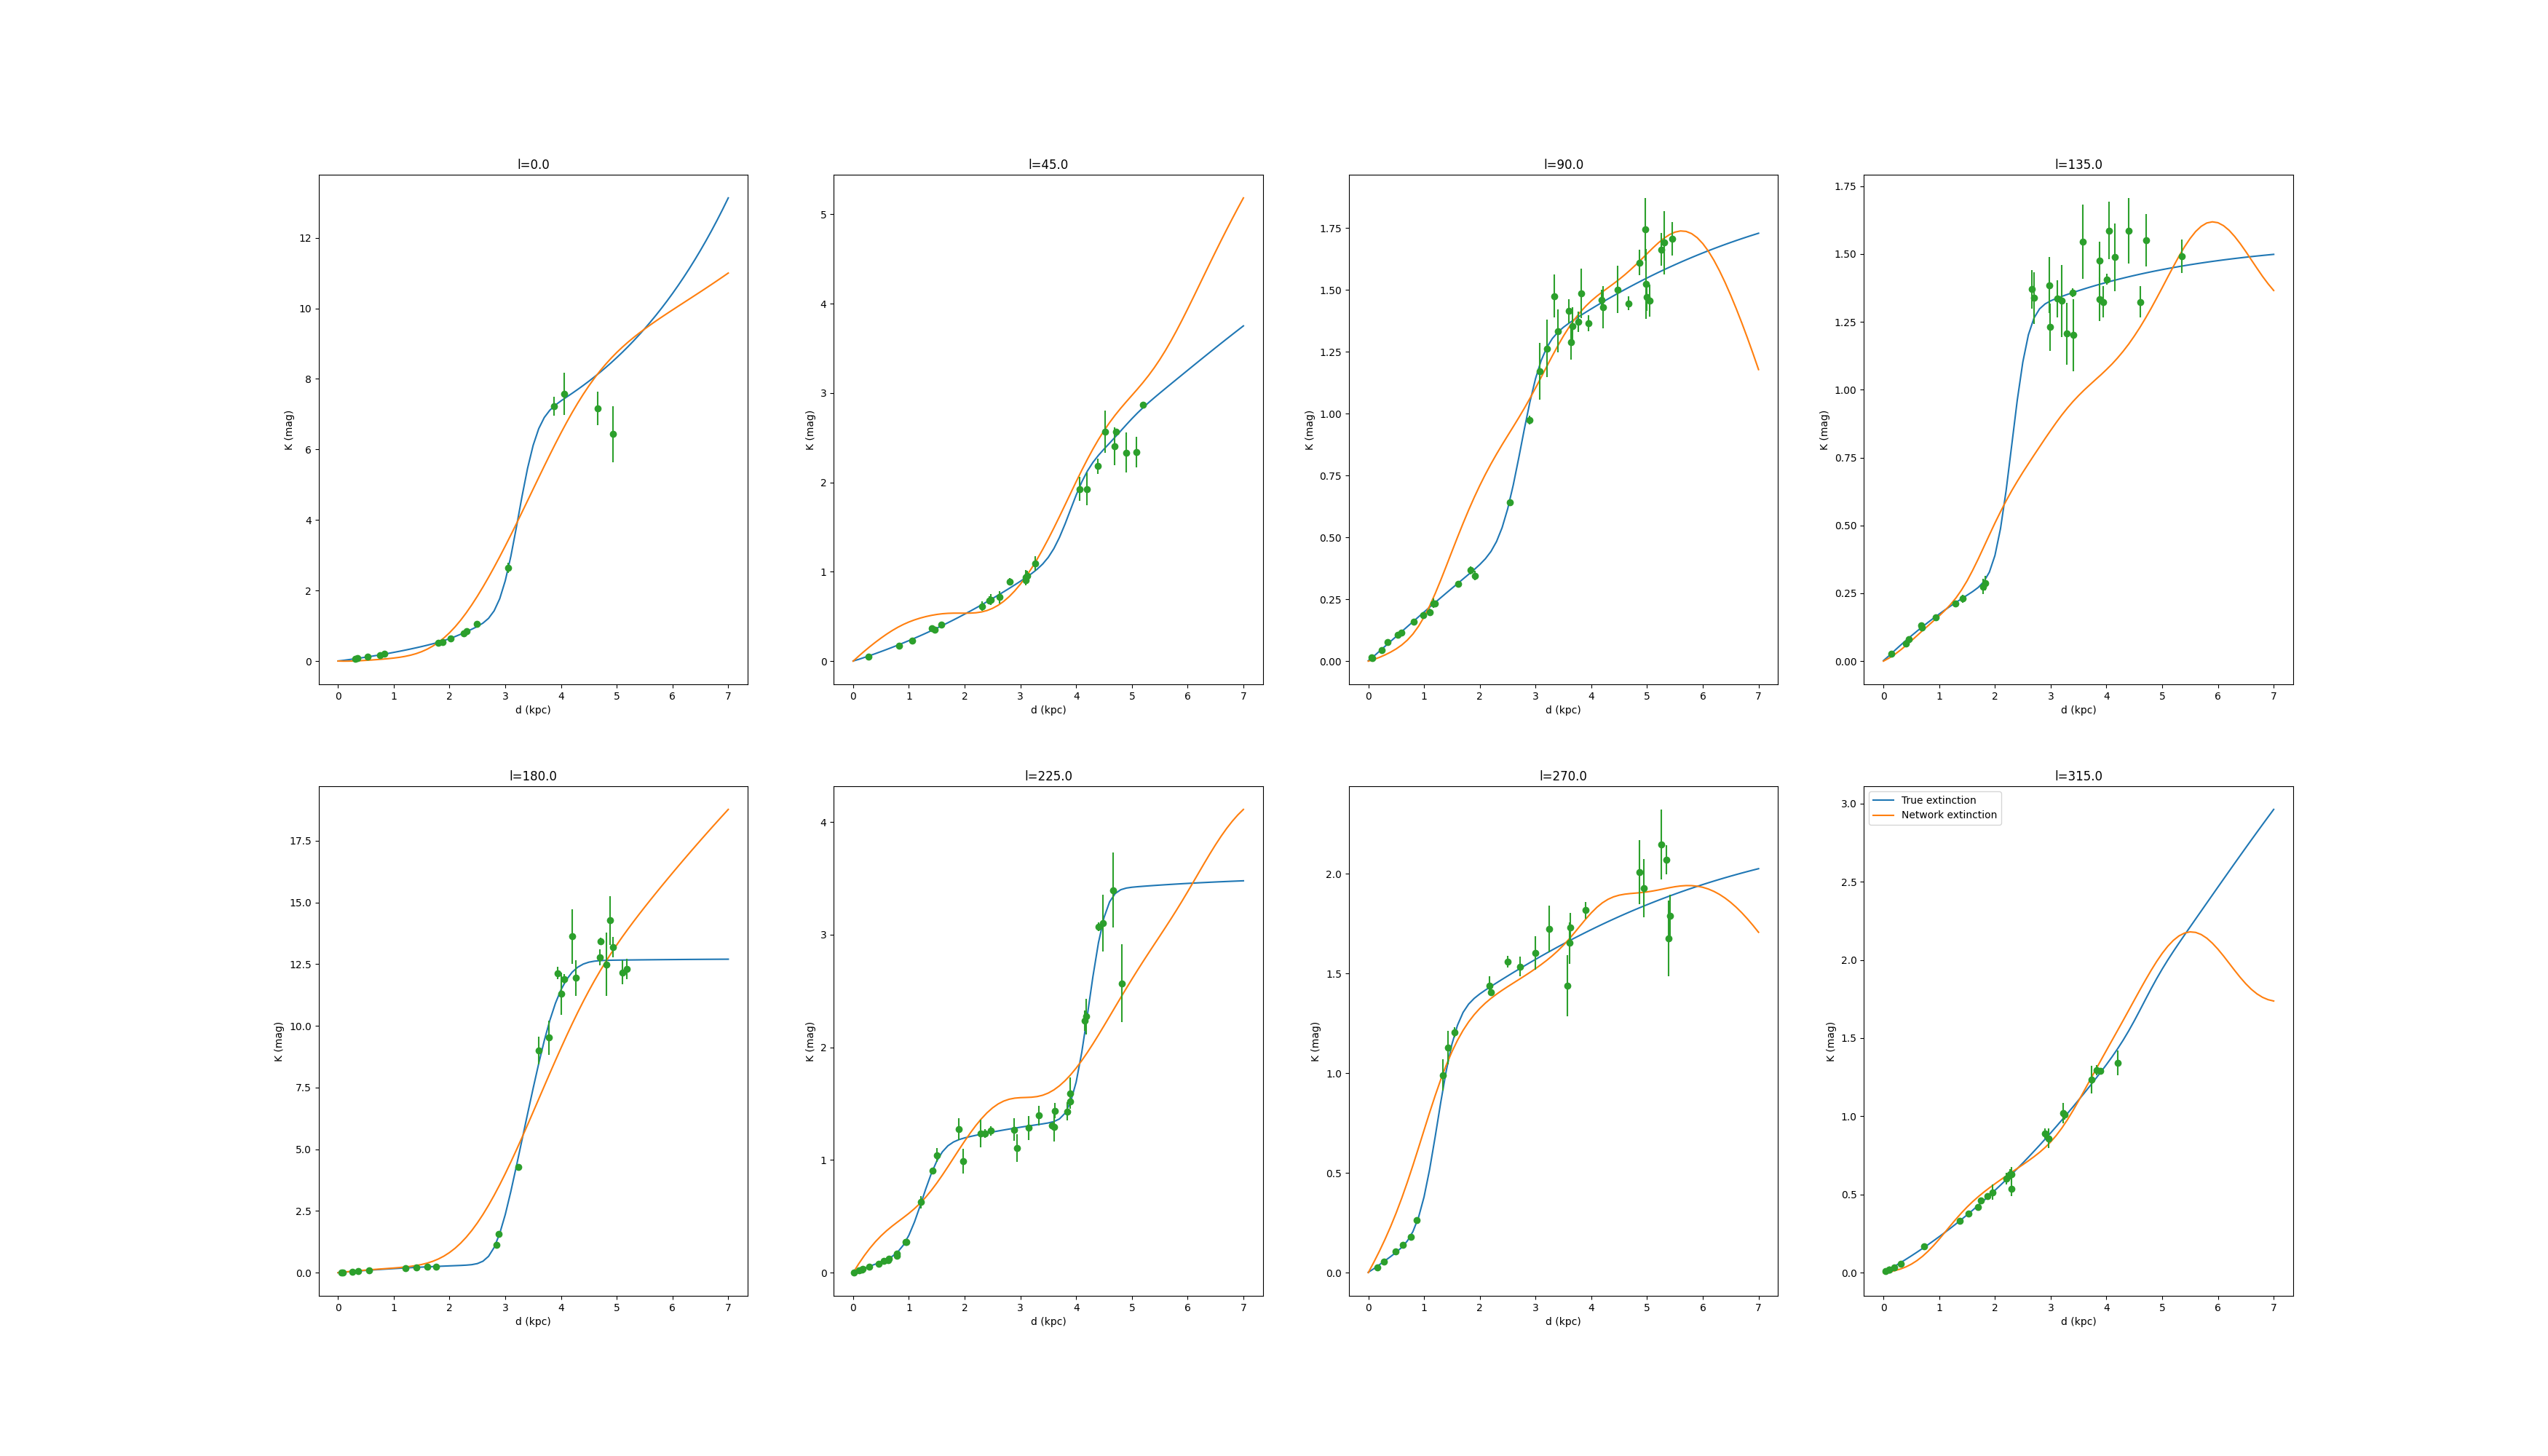 l=0.0
K (mag)
12
10
8
6
4
2
0
0 1 2 3 4 5 6 7
d (kpc)
l=45.0
K (mag)
5
4
3
2
1
0
0 1 2 3 4 5 6 7
d (kpc)
l=90.0
K (mag)
1.75
1.50
1.25
1.00
0.75
0.50
0.25
0.00
0 1 2 3 4 5 6 7
d (kpc)
l=135.0
K (mag)
1.75
1.50
1.25
1.00
0.75
0.50
0.25
0.00
0 1 2 3 4 5 6 7
d (kpc)
l=180.0
K (mag)
17.5
15.0
12.5
10.0
7.5
5.0
2.5
0.0
0 1 2 3 4 5 6 7
d (kpc)
l=225.0
K (mag)
4
3
2
1
0
0 1 2 3 4 5 6 7
d (kpc)
l=270.0
K (mag)
2.0
1.5
1.0
0.5
0.0
0 1 2 3 4 5 6 7
d (kpc)
l=315.0
True extinction
Network extinction
K (mag)
3.0
2.5
2.0
1.5
1.0
0.5
0.0
0 1 2 3 4 5 6 7
d (kpc)